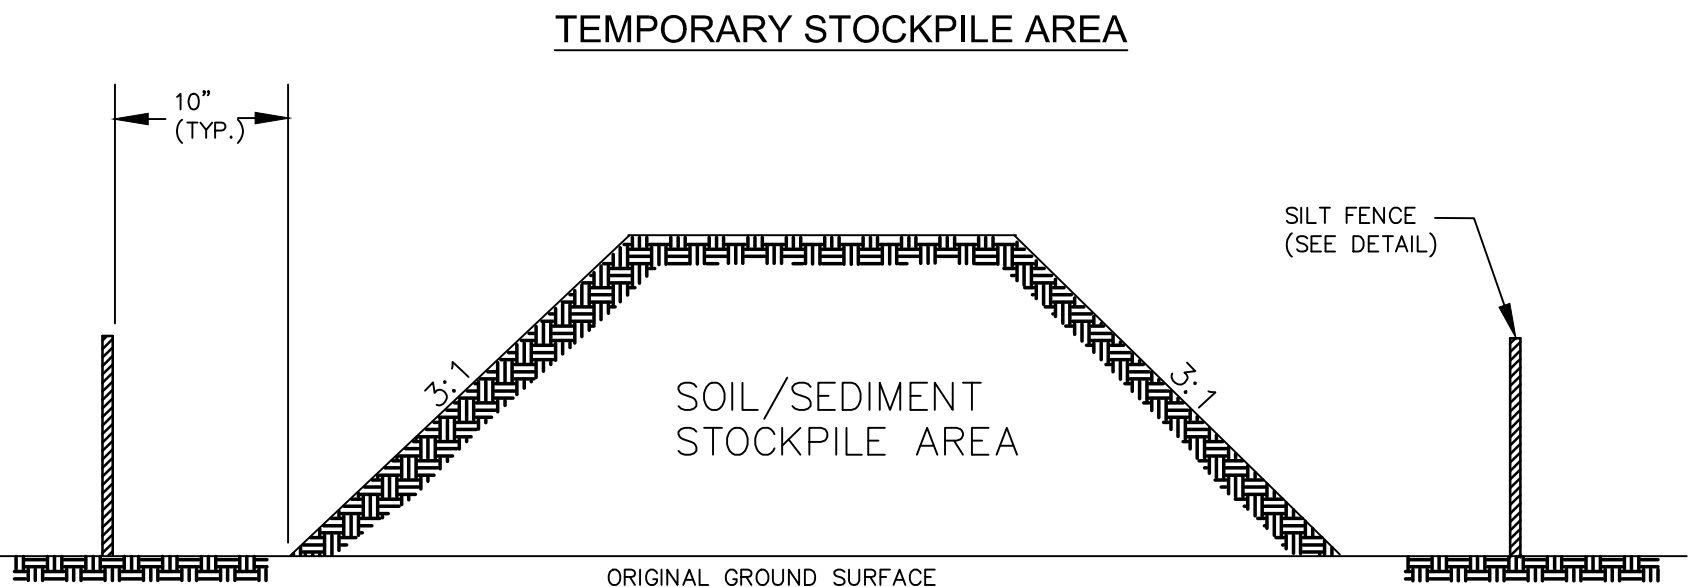 TEMPORARY STOCKPILE AREA
10"
(TYP.)
SILT FENCE
(SEE DETAIL)
3:1
3:1
SOIL/SEDIMENT
STOCKPILE AREA
ORIGINAL GROUND SURFACE